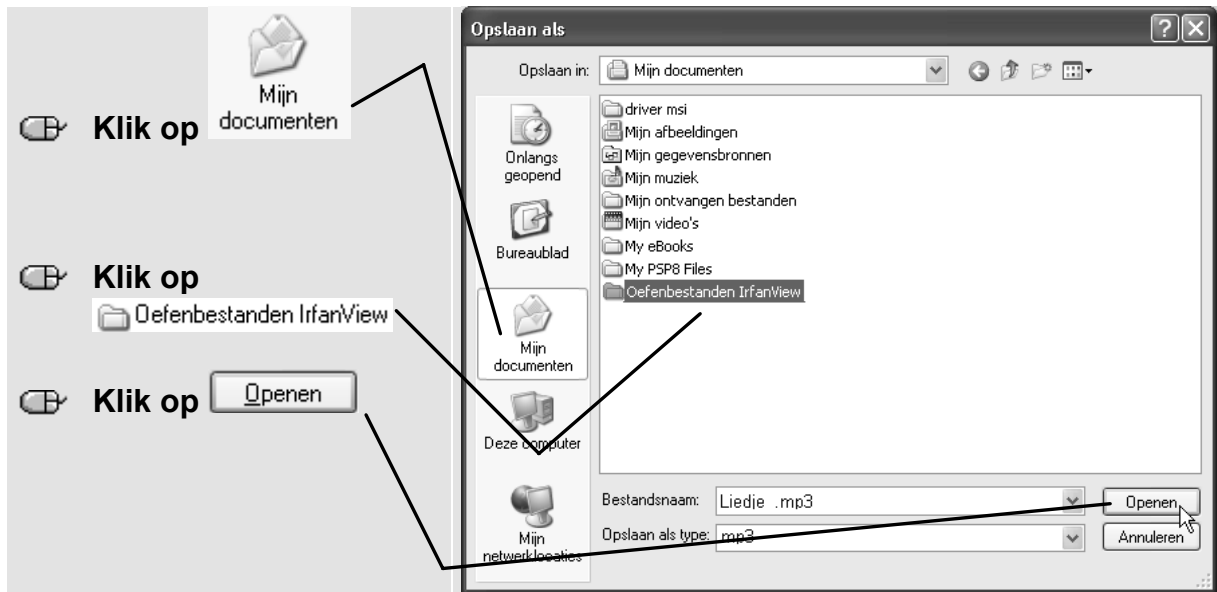 Mijn
documenten
Klik op
Klik op
Oefenbestanden IrfanView
Klik op Openen
Opslaan als
Opslaan in: Mijn documenten
Onlangs
geopend
Bureaublad
Mijn
documenten
Deze computer
Mijn
netwerklocaties
driver msi
Mijn afbeeldingen
Mijn gegevensbronnen
Mijn muziek
Mijn ontvangen bestanden
Mijn video's
My eBooks
My PSP8 Files
Oefenbestanden IrfanView
Bestandsnaam: Liedje .mp3 Openen
Opslaan als type: mp3 Annuleren